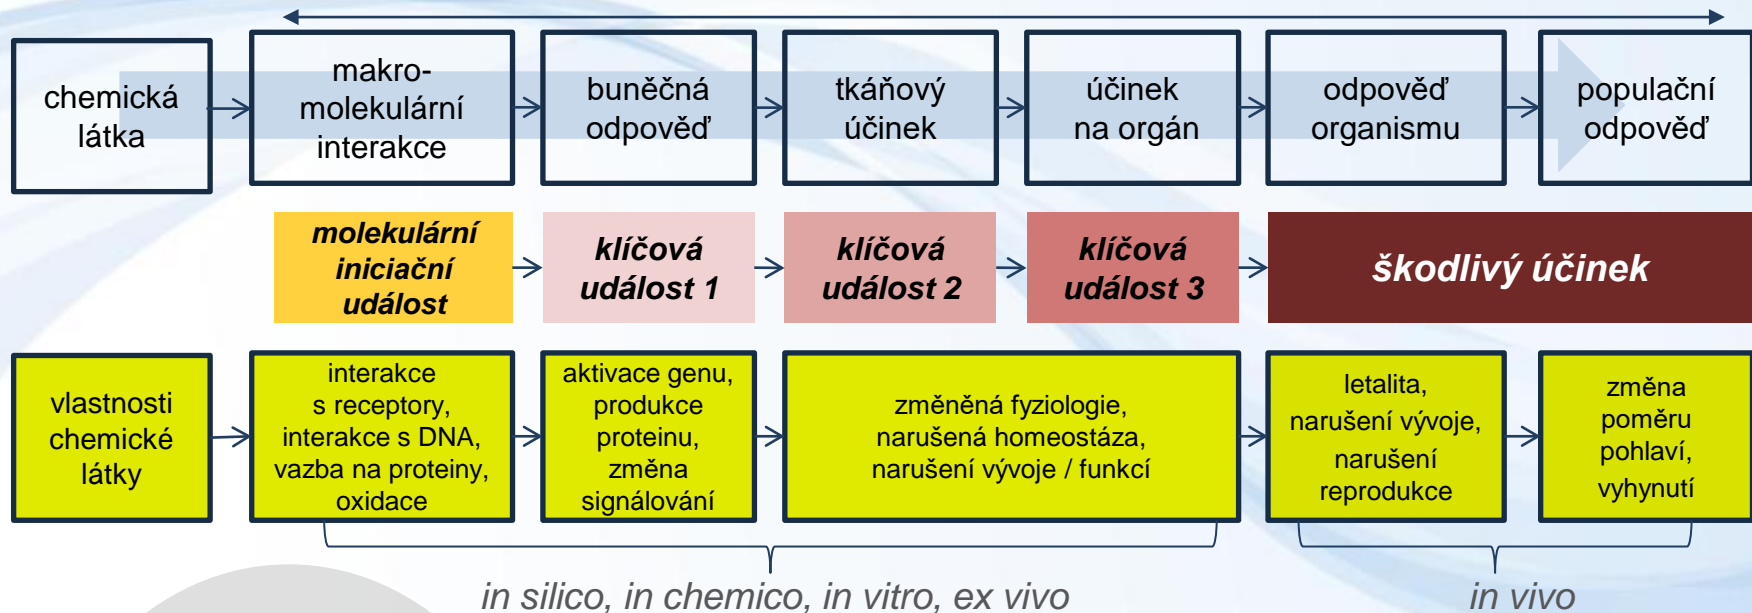 chemická
látka
makro-
molekulární
interakce
buněčná
odpověď
tkáňový
účinek
účinek
na orgán
odpověď
organismu
populační
odpověď
molekulární
iniciační
událost
klíčová
událost 1
klíčová
událost 2
klíčová
událost 3
škodlivý účinek
vlastnosti
chemické
látky
interakce
s receptory,
interakce s DNA,
vazba na proteiny,
oxidace
aktivace genu,
produkce
proteinu,
změna
signálování
změněná fyziologie,
narušená homeostáza,
narušení vývoje / funkcí
letalita,
narušení vývoje,
narušení
reprodukce
změna
poměru
pohlaví,
vyhynutí
in silico, in chemico, in vitro, ex vivo
in vivo